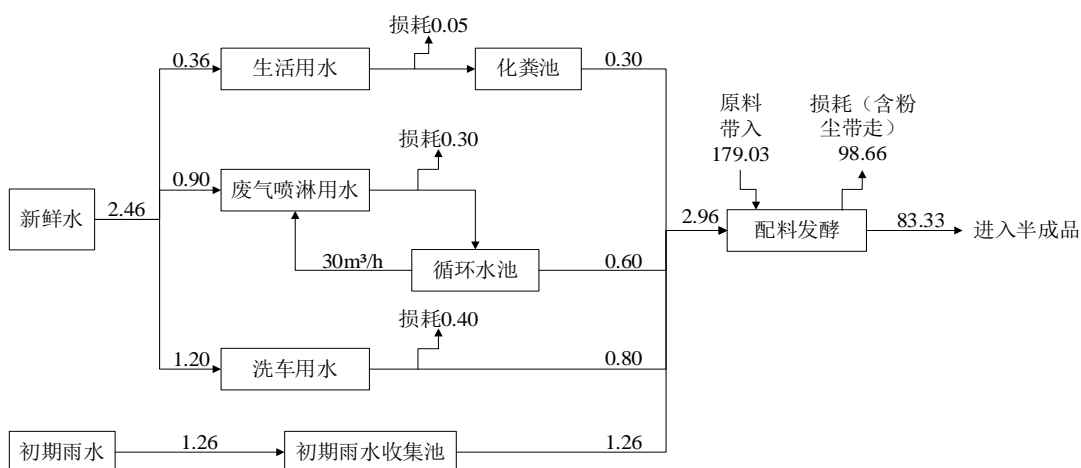 损耗0.05
0.36
生活用水
化粪池
0.30
原料
带入
179.03
损耗（含粉
尘带走）
98.66
损耗0.30
0.90
废气喷淋用水
新鲜水
2.46
2.96
配料发酵
83.33
进入半成品
30m³/h
循环水池
0.60
损耗0.40
1.20
洗车用水
0.80
初期雨水
1.26
初期雨水收集池
1.26